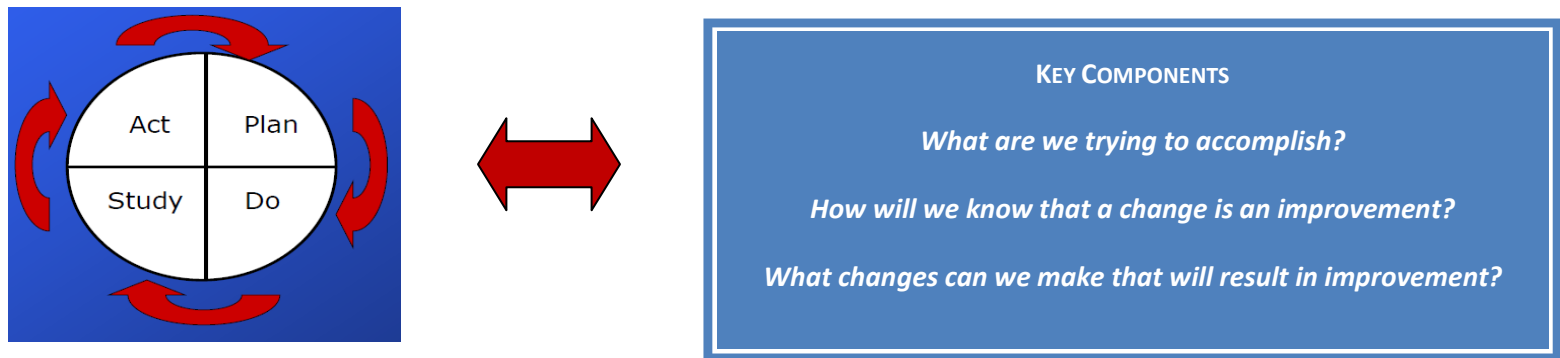 Act Plan
Study Do
KEY COMPONENTS
What are we trying to accomplish?
How will we know that a change is an improvement?
What changes can we make that will result in improvement?